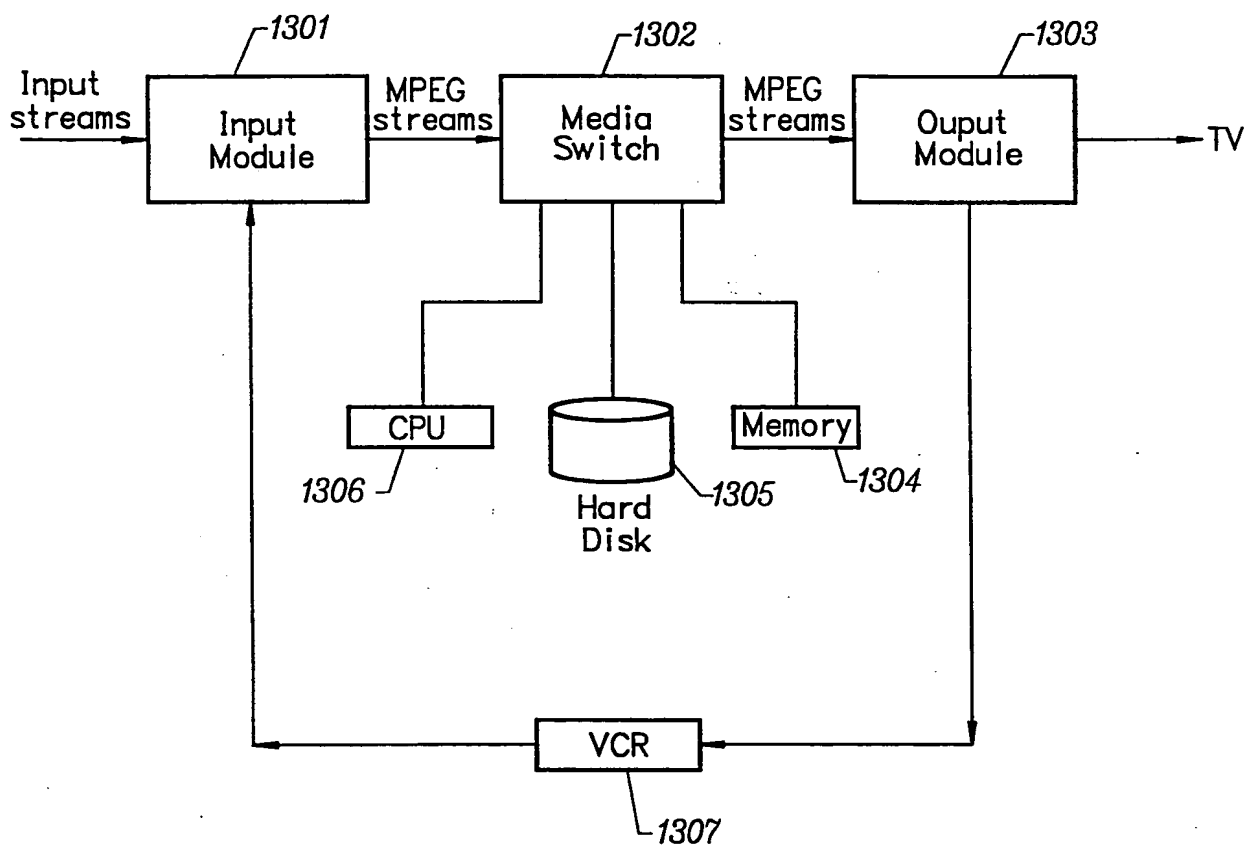 1301
1302
1303
Input
streams
Input
Module
MPEG
streams
Media
Switch
MPEG
streams
Ouput
Module
TV
CPU
1306
Hard
Disk
1305
Memory
1304
VCR
1307